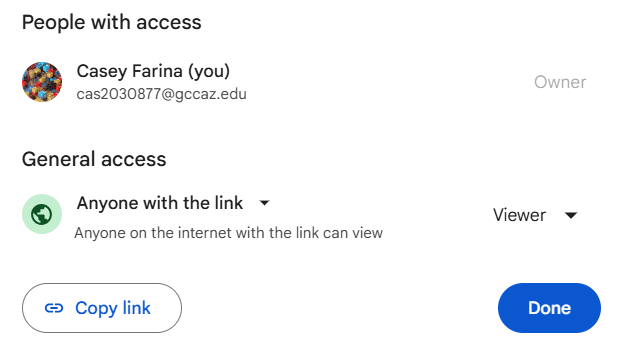 People with access
Casey Farina (you)
cas2030877@gccaz.edu
Owner
General access
Anyone with the link
Anyone on the internet with the link can view
Viewer
Copy link
Done